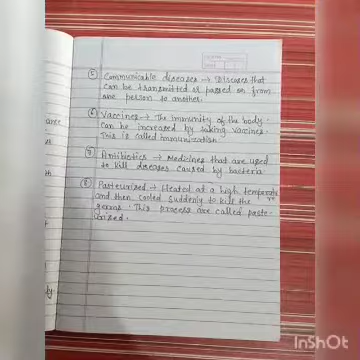 5) Communicable diseases → Diseases that
can be transmitted or passed on from
one person to another.
6) Vaccines → The immunity of the body
can be increased by taking vaccines.
This is called immunization
7) Antibiotics → Medicines that are used
to kill diseases caused by bacteria
8) Pasteurised → Heated at a high temperature
and then cooled suddenly to kill the
germs. This process are called paste-
urised.
InShOt